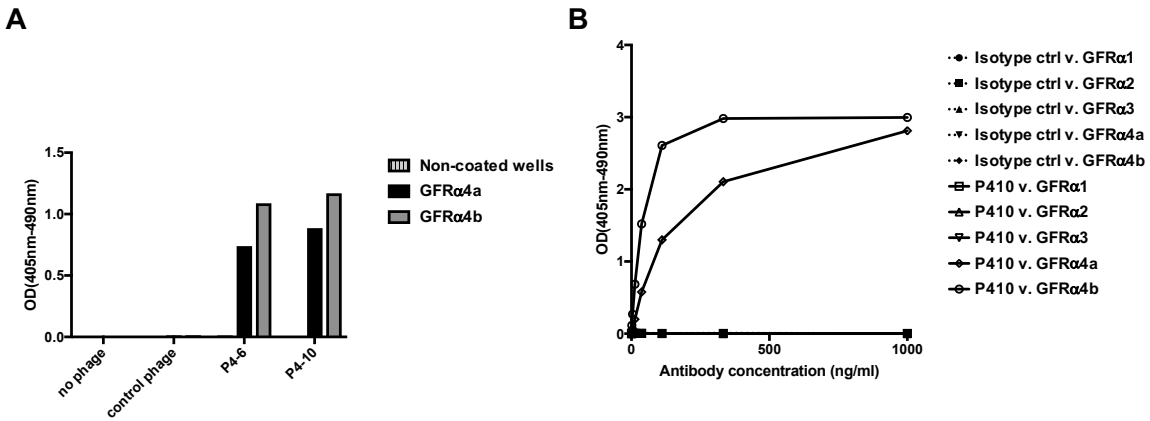 A
OD(405nm-490nm)
1.5
1.0
0.5
0.0
no phage
control phage
P4-6
P4-10
Non-coated wells
GFRα4a
GFRα4b
B
OD(405nm-490nm)
4
3
2
1
0
0
500
1000
Antibody concentration (ng/ml)
Isotype ctrl v. GFRα1
Isotype ctrl v. GFRα2
Isotype ctrl v. GFRα3
Isotype ctrl v. GFRα4a
Isotype ctrl v. GFRα4b
P410 v. GFRα1
P410 v. GFRα2
P410 v. GFRα3
P410 v. GFRα4a
P410 v. GFRα4b